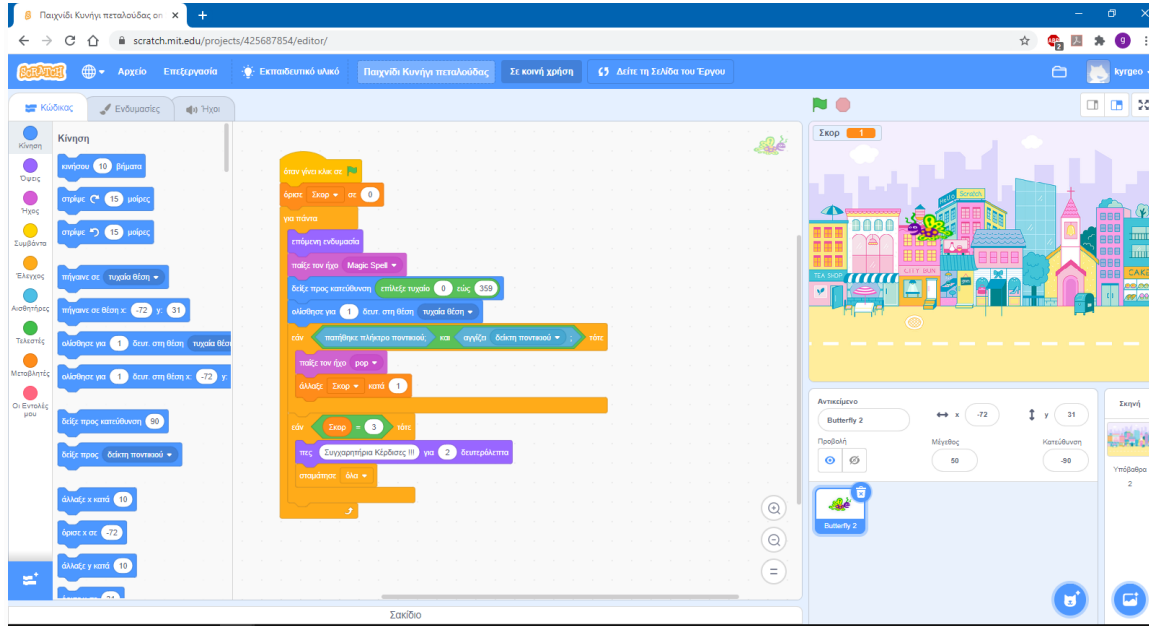 Παιχνίδι Κυνήγι πεταλούδας on
scratch.mit.edu/projects/425687854/editor/
SCRATCH
Αρχείο
Επεξεργασία
Εκπαιδευτικό υλικό
Παιχνίδι Κυνήγι πεταλούδας
Σε κοινή χρήση
Δείτε τη Σελίδα του Έργου
kyrgeo
Κώδικας
Ενδυμασίες
Ήχοι
Κίνηση
Όψεις
Ήχος
Συμβάντα
Έλεγχος
Αισθητήρες
Τελεστές
Μεταβλητές
Οι Εντολές μου
Κίνηση
κινήσου 10 βήματα
στρίψε 15 μοίρες
στρίψε 15 μοίρες
πήγαινε σε τυχαία θέση
πήγαινε σε θέση x: -72 y: 31
ολίσθησε για 1 δευτ. στη θέση τυχαία θέση
ολίσθησε για 1 δευτ. στη θέση x: -72 y:
δείξε προς κατεύθυνση 90
δείξε προς δείκτη ποντικιού
άλλαξε x κατά 10
όρισε x σε -72
άλλαξε y κατά 10
όταν γίνει κλικ σε
όρισε Σκορ σε 0
για πάντα
επόμενη ενδυμασία
παίξε τον ήχο Magic Spell
δείξε προς κατεύθυνση επίλεξε τυχαίο 0 εώς 359
ολίσθησε για 1 δευτ. στη θέση τυχαία θέση
εάν πατήθηκε πλήκτρο ποντικιού; και αγγίζω δείκτη ποντικιού ; τότε
παίξε τον ήχο pop
άλλαξε Σκορ κατά 1
εάν Σκορ = 3 τότε
πες Συγχαρητήρια Κέρδισες !!! για 2 δευτερόλεπτα
σταμάτησε όλα
Σακίδιο
Σκορ 1
Hello Scratch
TEA SHOP
CITY BUN
CAKE
Αντικείμενο
Butterfly 2
x -72
y 31
Προβολή
Μέγεθος
50
Κατεύθυνση
-90
Butterfly 2
Σκηνή
Υπόβαθρα
2